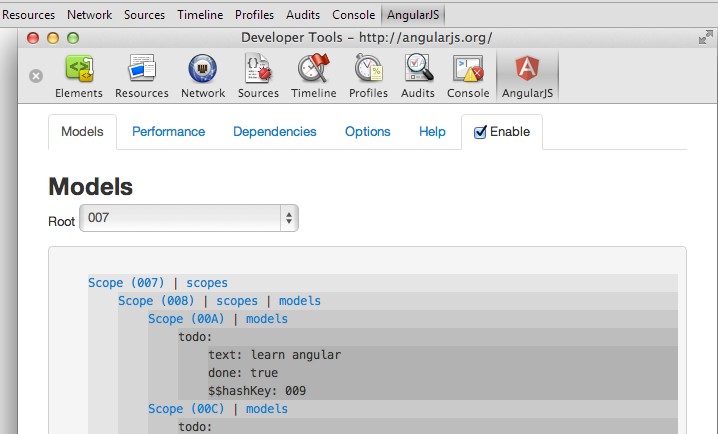 Resources Network Sources Timeline Profiles Audits Console AngularJS
Developer Tools – http://angularjs.org/
Elements Resources Network Sources Timeline Profiles Audits Console AngularJS
Models Performance Dependencies Options Help Enable
Models
Root 007
Scope (007) | scopes
Scope (008) | scopes | models
Scope (00A) | models
todo:
text: learn angular
done: true
$$hashKey: 009
Scope (00C) | models
todo: